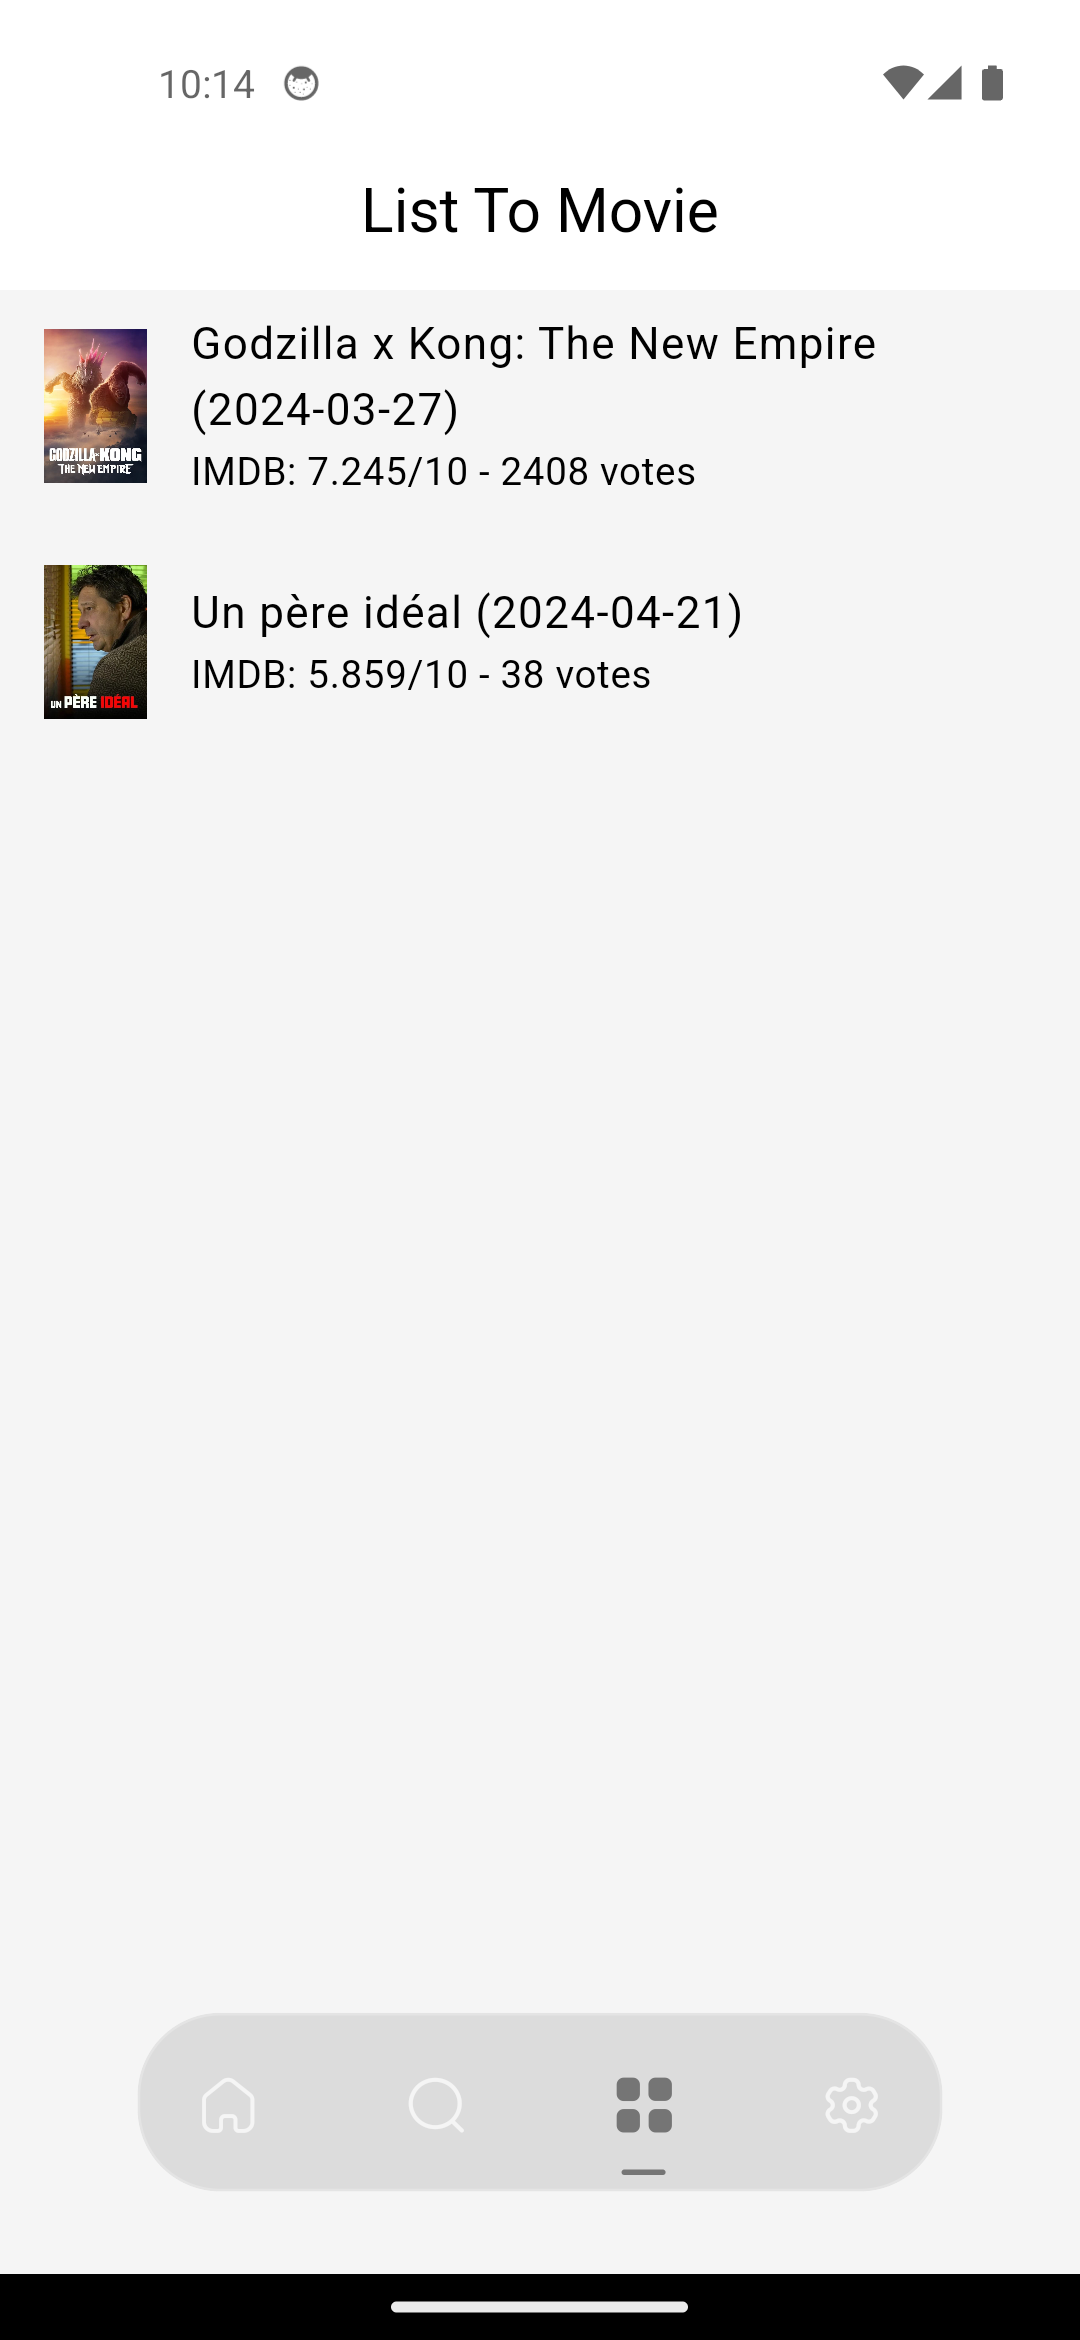 10:14
List To Movie
Godzilla x Kong: The New Empire
(2024-03-27)
IMDB: 7.245/10 - 2408 votes
GODZILLA x KONG
THE NEW EMPIRE
Un père idéal (2024-04-21)
IMDB: 5.859/10 - 38 votes
UN PÈRE IDÉAL